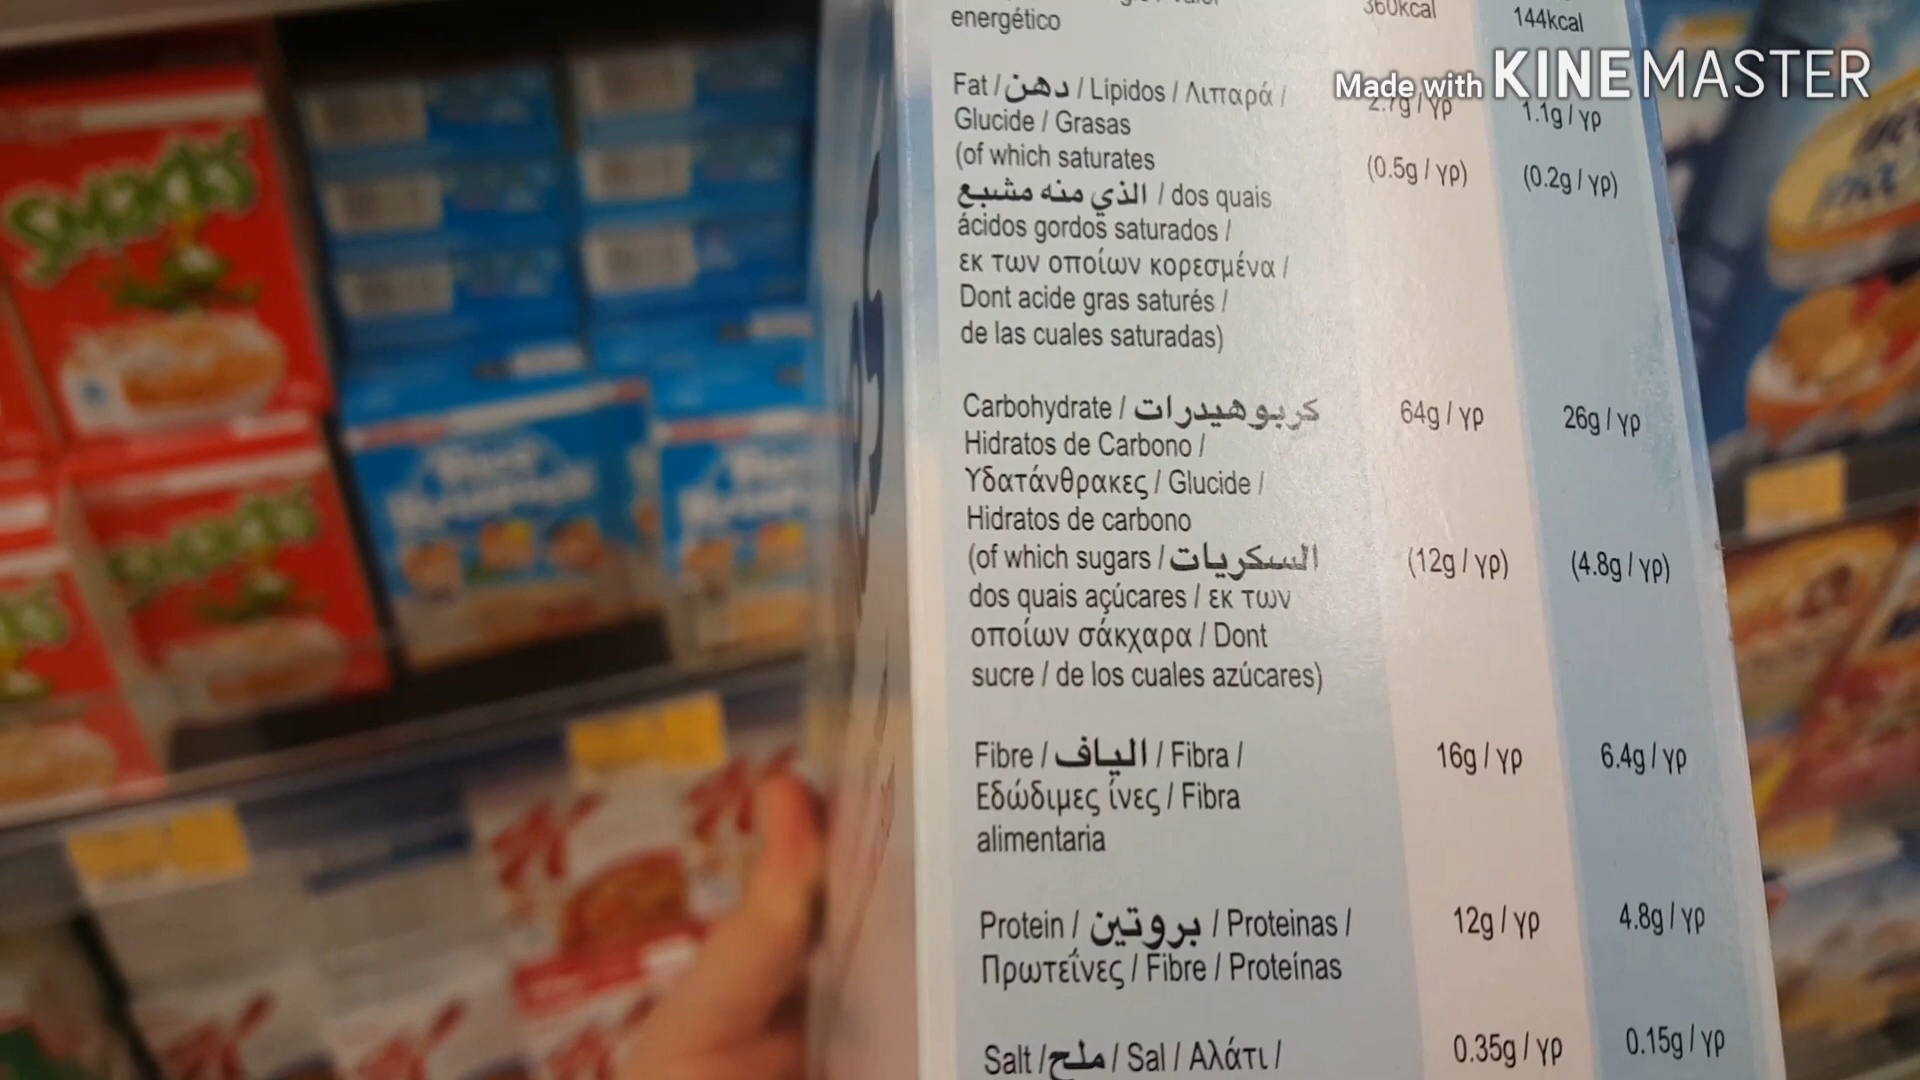 energético 360kcal 144kcal
Made with KINEMASTER
Fat / دهن / Lípidos / Λιπαρά / 2.7g / γρ 1.1g / γρ
Glucide / Grasas
(of which saturates (0.5g / γρ) (0.2g / γρ)
الذي منه مشبع / dos quais
ácidos gordos saturados /
εκ των οποίων κορεσμένα /
Dont acide gras saturés /
de las cuales saturadas)
Carbohydrate / كربوهيدرات 64g / γρ 26g / γρ
Hidratos de Carbono /
Υδατάνθρακες / Glucide /
Hidratos de carbono
(of which sugars / السكريات (12g / γρ) (4.8g / γρ)
dos quais açúcares / εκ των
οποίων σάκχαρα / Dont
sucre / de los cuales azúcares)
Fibre / الياف / Fibra / 16g / γρ 6.4g / γρ
Εδώδιμες ίνες / Fibra
alimentaria
Protein / بروتين / Proteinas / 12g / γρ 4.8g / γρ
Πρωτεΐνες / Fibre / Proteínas
Salt / ملح / Sal / Αλάτι / 0.35g / γρ 0.15g / γρ
Smacks